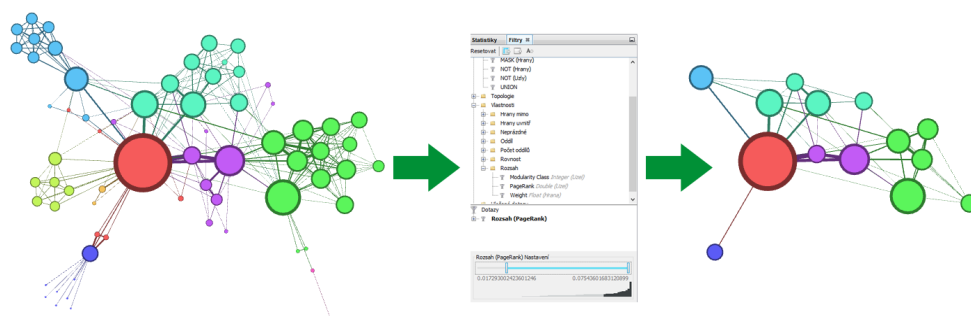 Statistiky Filtry
Resetovat
MASK (Hrany)
NOT (Hrany)
NOT (Uzly)
UNION
Topologie
Vlastnosti
Hrany mimo
Hrany uvnitř
Neprázdné
Oddíl
Počet oddílů
Rovnost
Rozsah
Modularity Class Integer (Uzel)
PageRank Double (Uzel)
Weight Float (Hrana)
Dotazy
Rozsah (PageRank)
Rozsah (PageRank) Nastavení
0.017293002423601246 0.07543601683120899